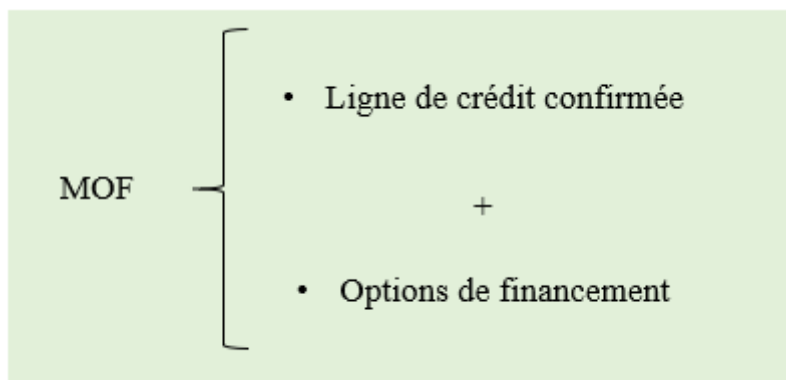 • Ligne de crédit confirmée
MOF
+
• Options de financement